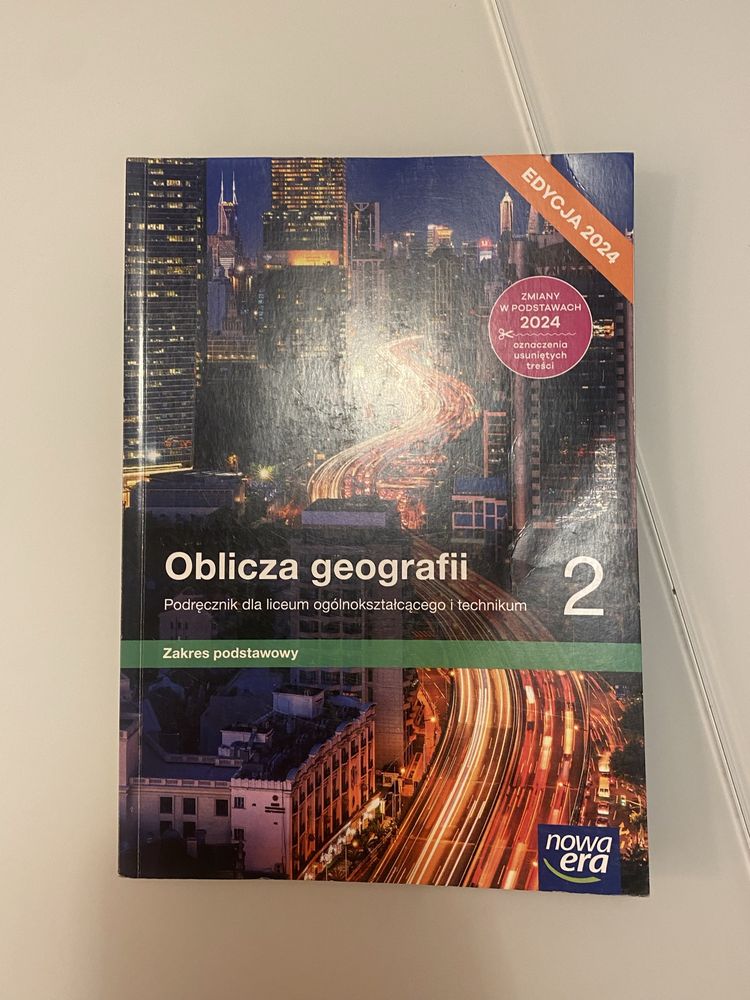 EDYCJA 2024
ZMIANY
W PODSTAWACH
2024
oznaczenia
usuniętych
treści
Oblicza geografii
2
Podręcznik dla liceum ogólnokształcącego i technikum
Zakres podstawowy
nowa
era